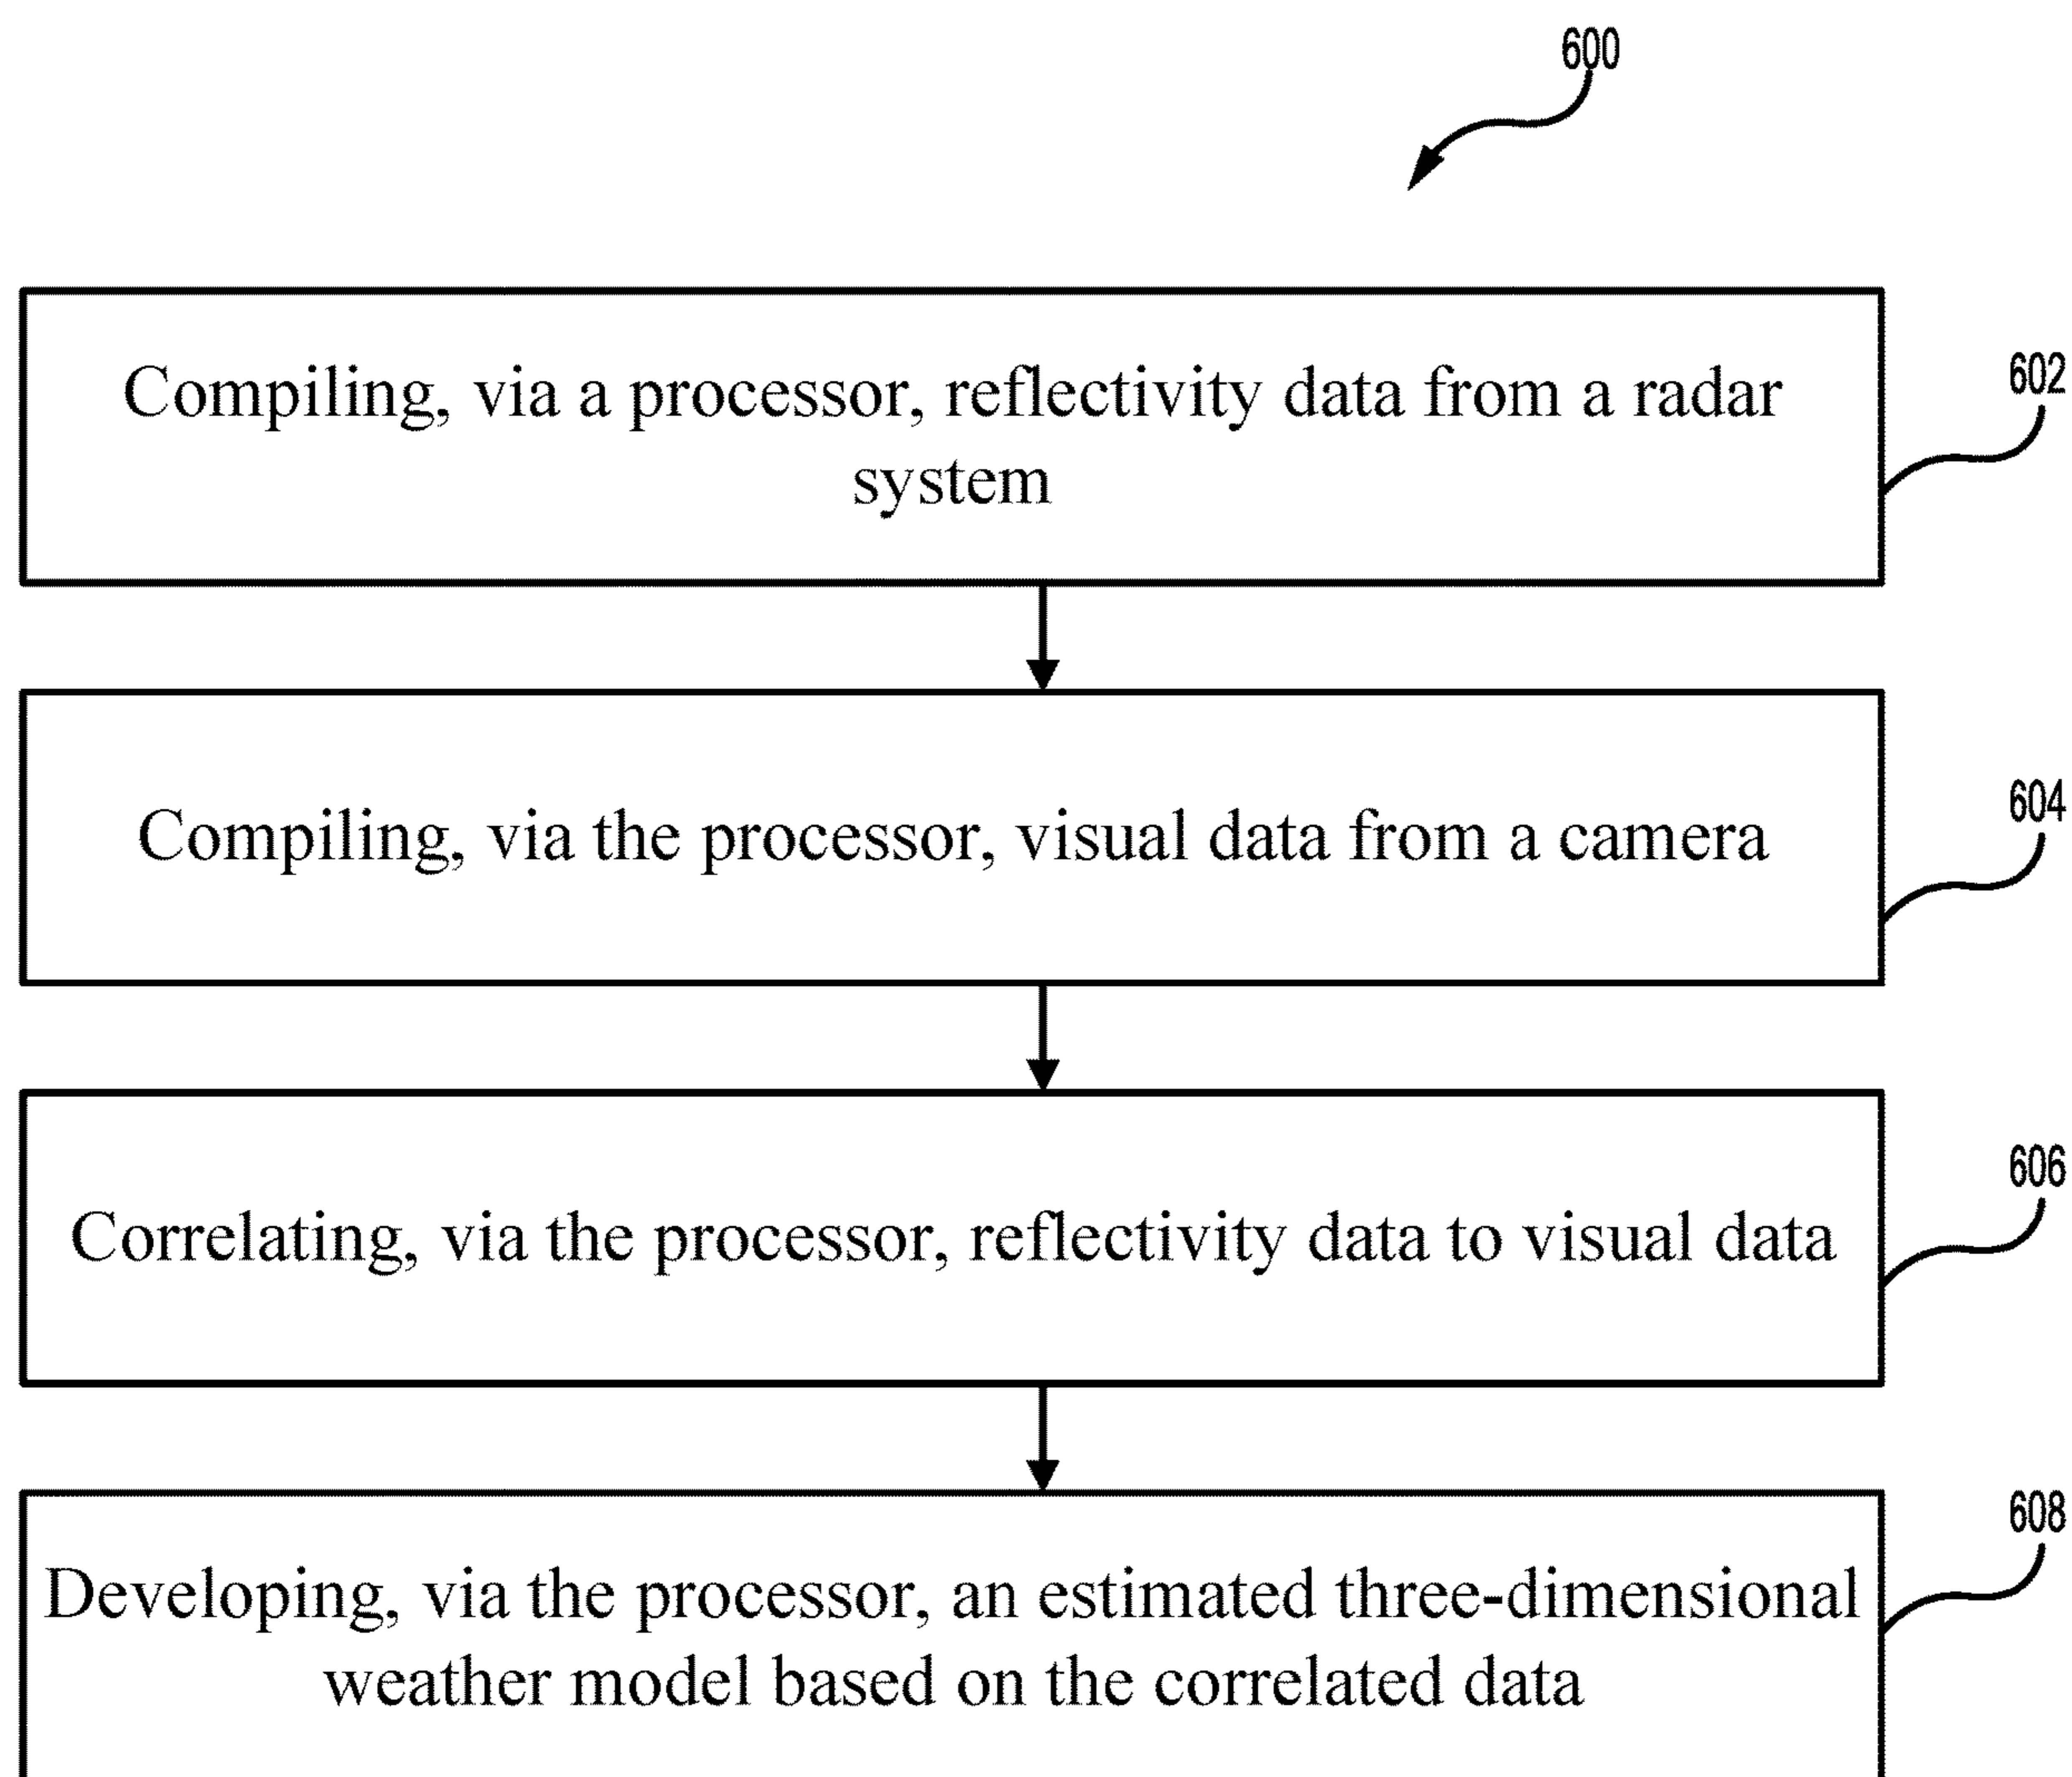 600
Compiling, via a processor, reflectivity data from a radar
system
602
Compiling, via the processor, visual data from a camera
604
Correlating, via the processor, reflectivity data to visual data
606
Developing, via the processor, an estimated three-dimensional
weather model based on the correlated data
608